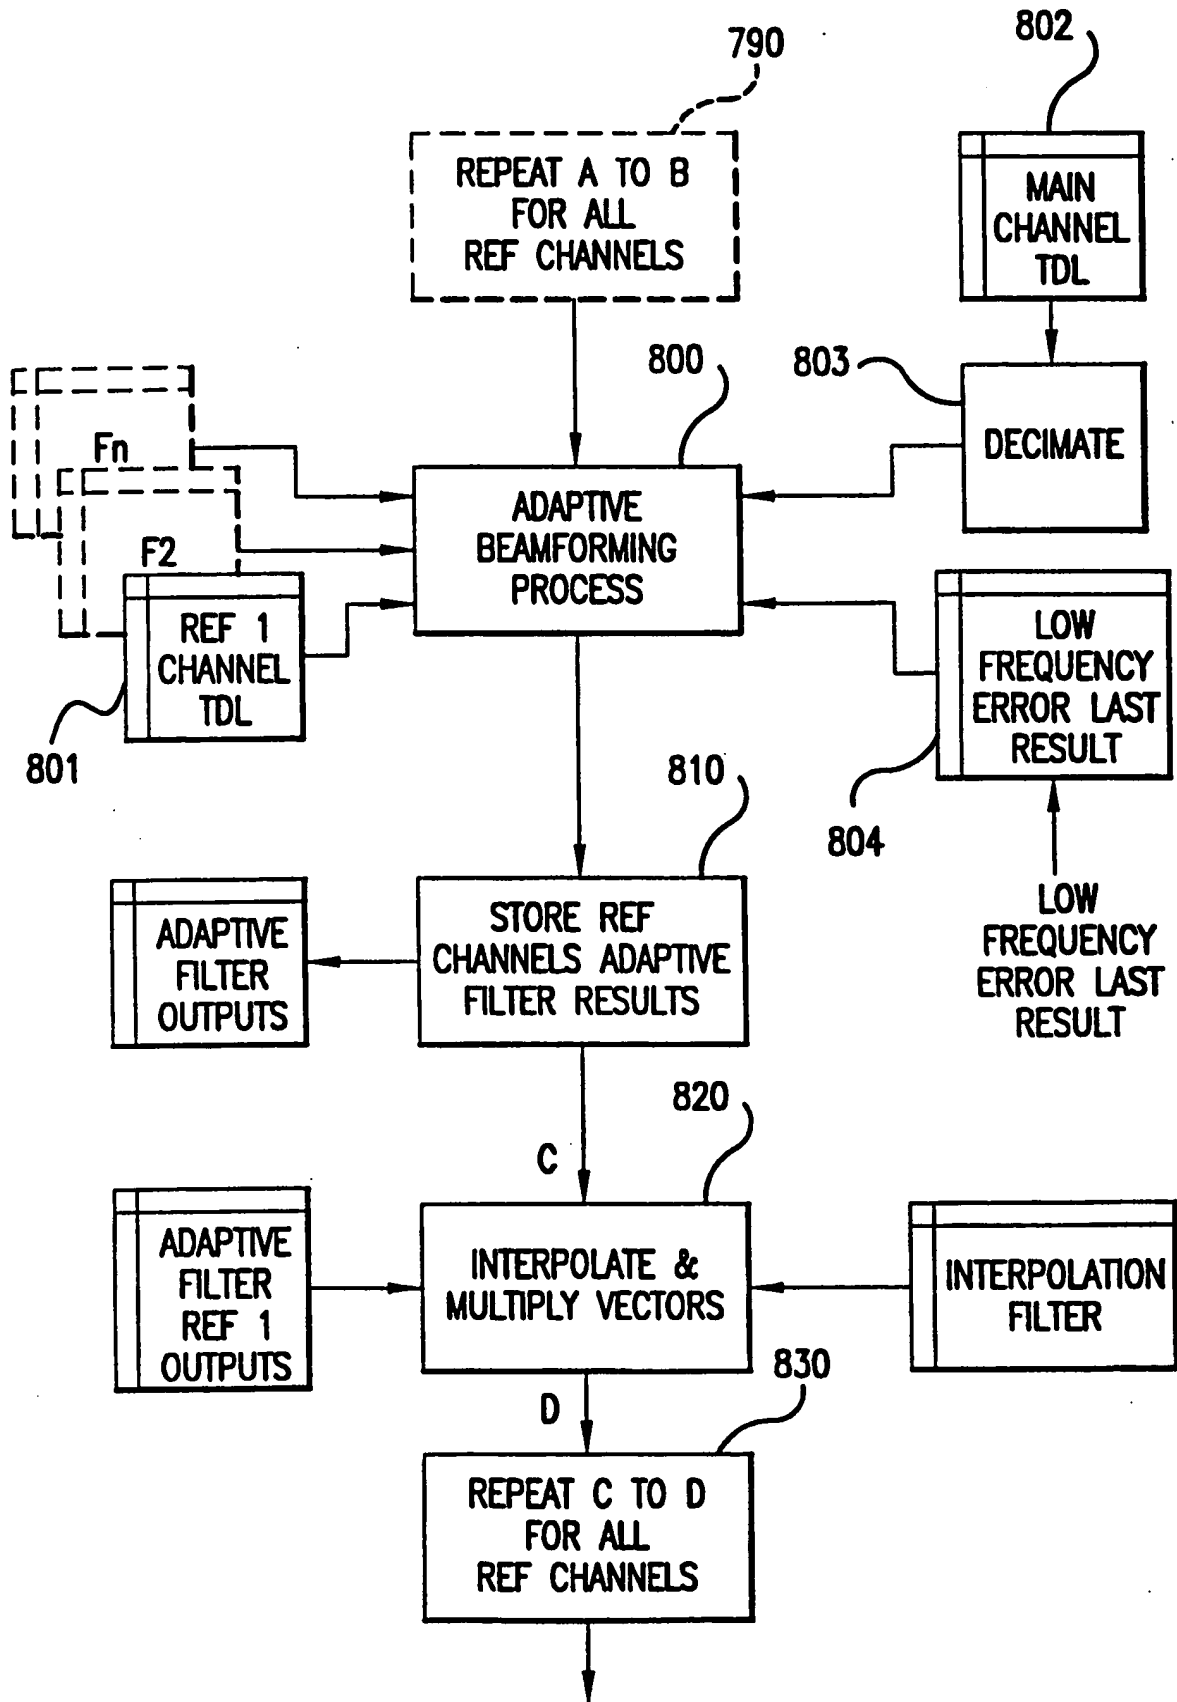 790
802
REPEAT A TO B
FOR ALL
REF CHANNELS
MAIN
CHANNEL
TDL
800
803
DECIMATE
Fn
ADAPTIVE
BEAMFORMING
PROCESS
F2
REF 1
CHANNEL
TDL
801
LOW
FREQUENCY
ERROR LAST
RESULT
804
810
LOW
FREQUENCY
ERROR LAST
RESULT
STORE REF
CHANNELS ADAPTIVE
FILTER RESULTS
ADAPTIVE
FILTER
OUTPUTS
820
C
ADAPTIVE
FILTER
REF 1
OUTPUTS
INTERPOLATE &
MULTIPLY VECTORS
INTERPOLATION
FILTER
830
D
REPEAT C TO D
FOR ALL
REF CHANNELS